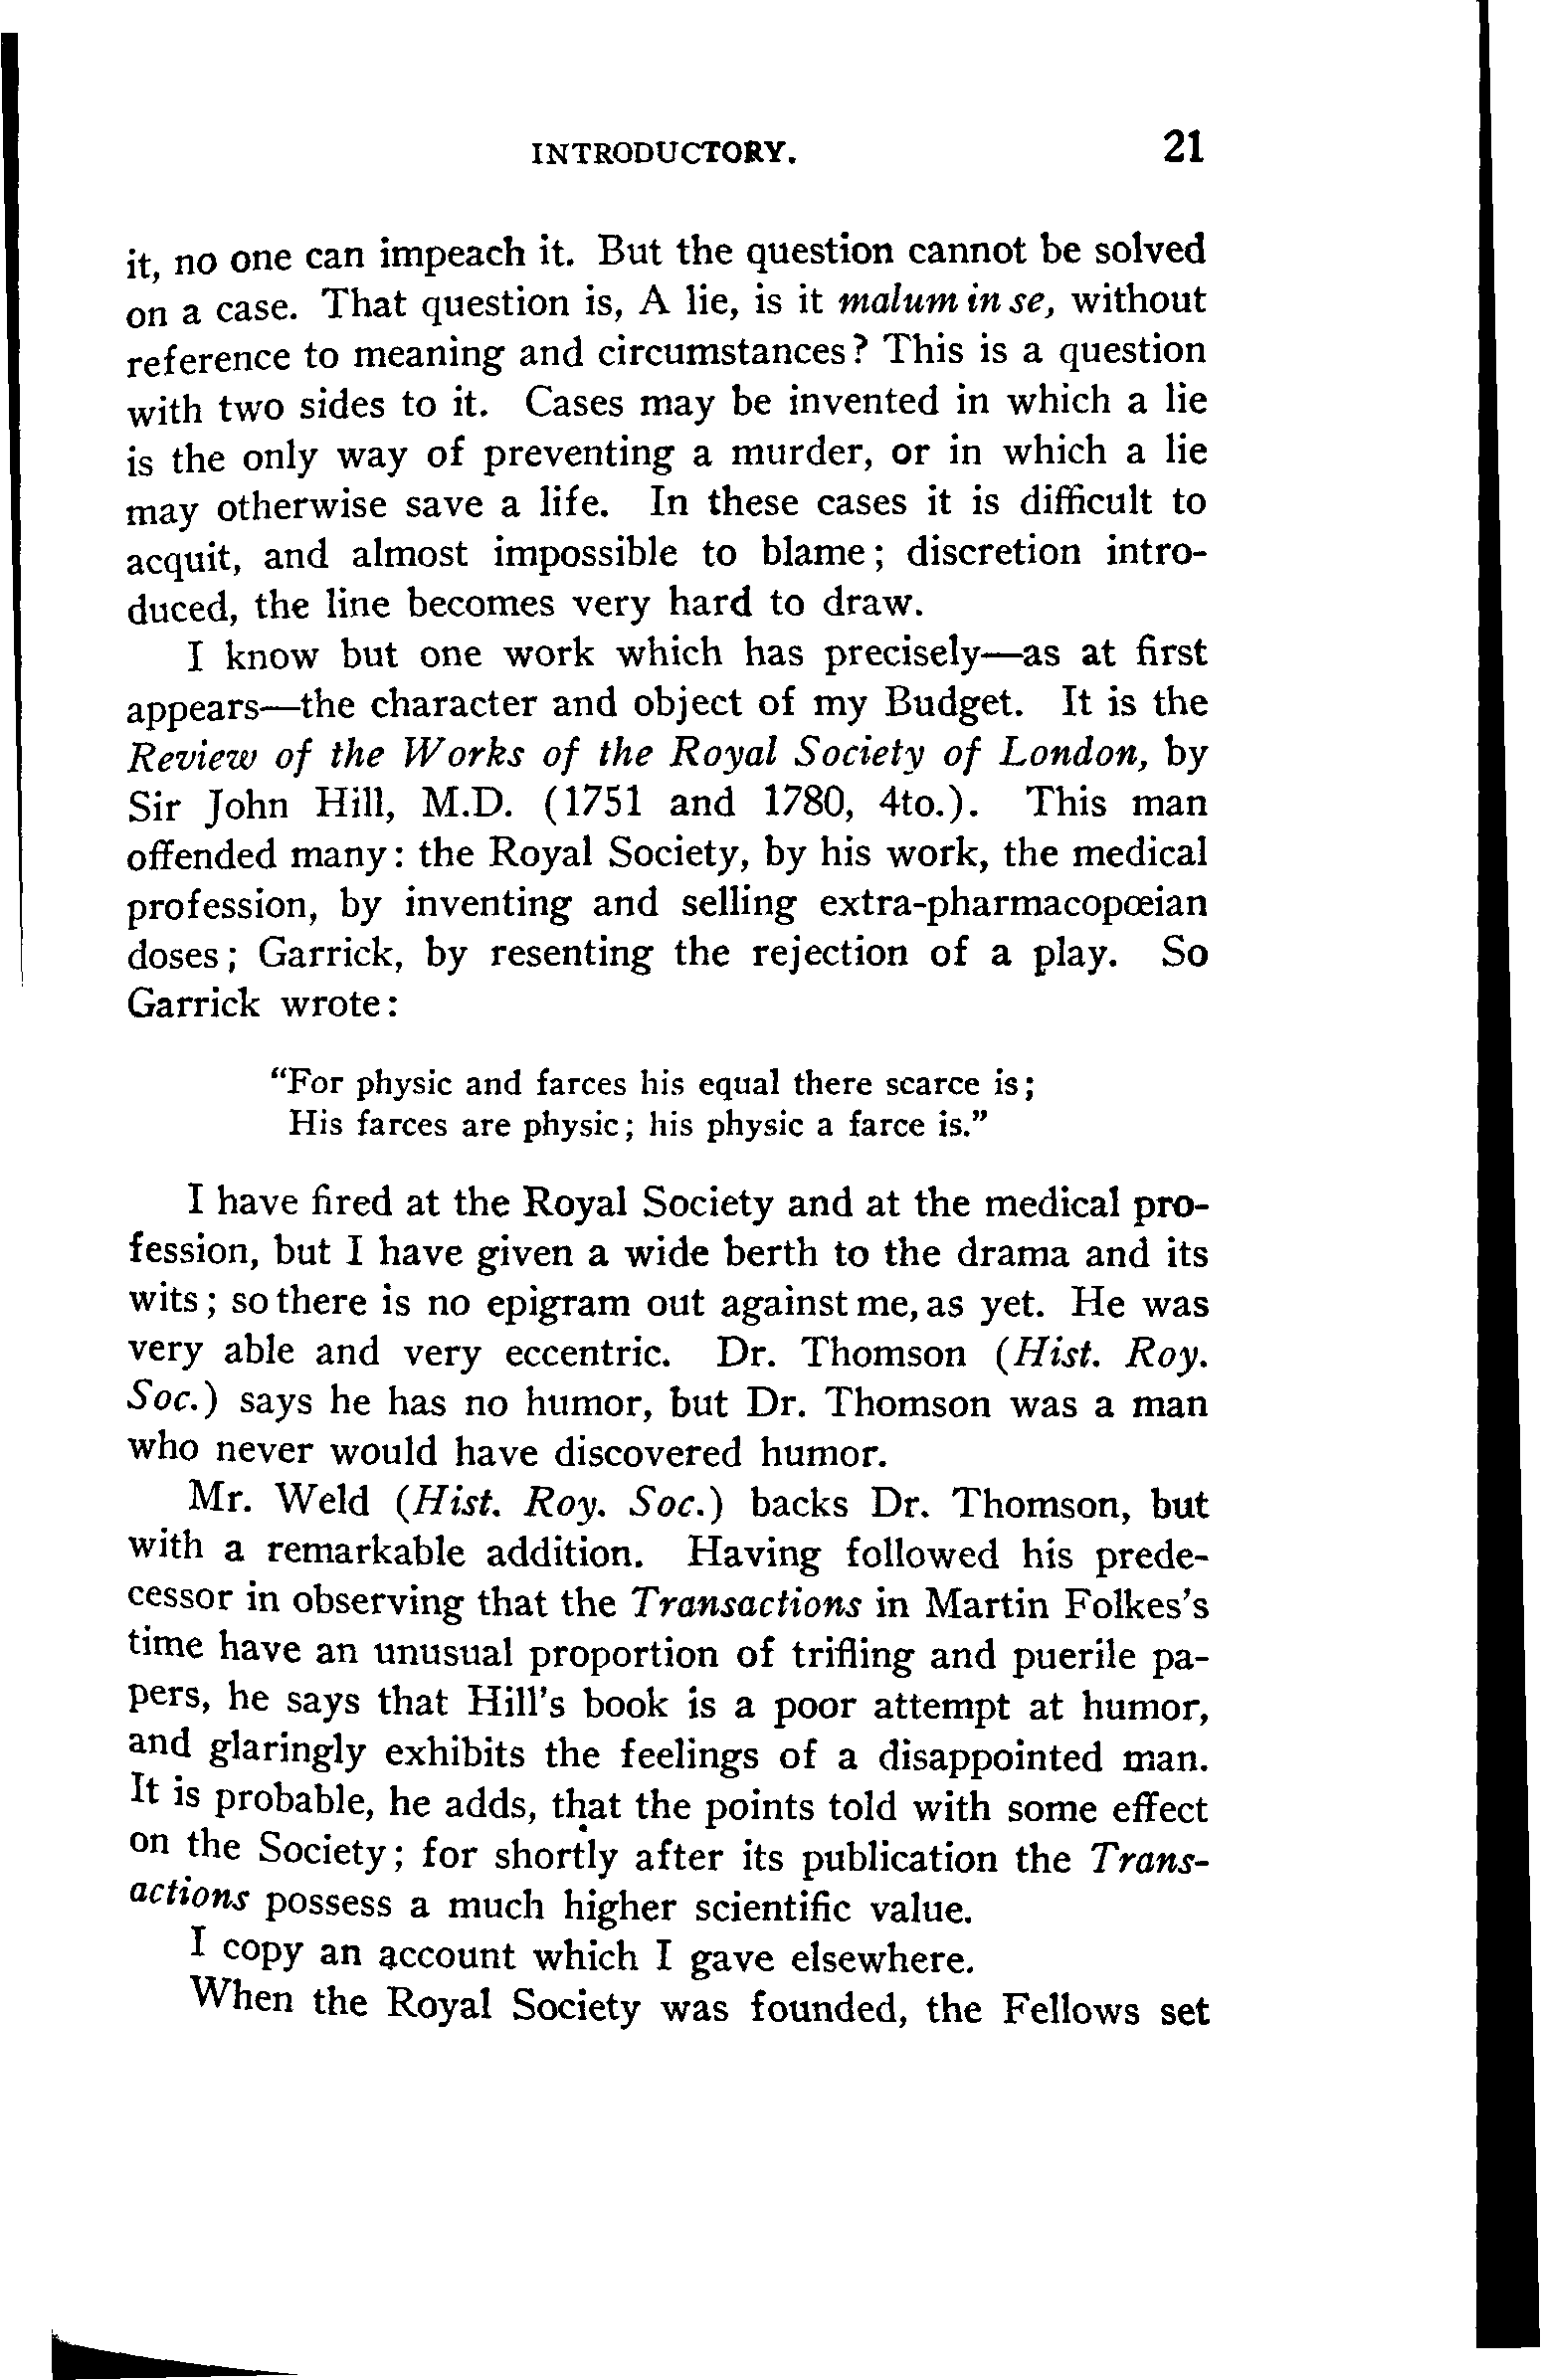 INTRODUCTORY. 21
it, no one can impeach it. But the question cannot be solved
on a case. That question is, A lie, is it malum in se, without
reference to meaning and circumstances? This is a question
with two sides to it. Cases may be invented in which a lie
is the only way of preventing a murder, or in which a lie
may otherwise save a life. In these cases it is difficult to
acquit, and almost impossible to blame; discretion intro-
duced, the line becomes very hard to draw.
I know but one work which has precisely—as at first
appears—the character and object of my Budget. It is the
Review of the Works of the Royal Society of London, by
Sir John Hill, M.D. (1751 and 1780, 4to.). This man
offended many: the Royal Society, by his work, the medical
profession, by inventing and selling extra-pharmacopœian
doses; Garrick, by resenting the rejection of a play. So
Garrick wrote:
“For physic and farces his equal there scarce is;
His farces are physic; his physic a farce is.”
I have fired at the Royal Society and at the medical pro-
fession, but I have given a wide berth to the drama and its
wits; so there is no epigram out against me, as yet. He was
very able and very eccentric. Dr. Thomson (Hist. Roy.
Soc.) says he has no humor, but Dr. Thomson was a man
who never would have discovered humor.
Mr. Weld (Hist. Roy. Soc.) backs Dr. Thomson, but
with a remarkable addition. Having followed his prede-
cessor in observing that the Transactions in Martin Folkes's
time have an unusual proportion of trifling and puerile pa-
pers, he says that Hill's book is a poor attempt at humor,
and glaringly exhibits the feelings of a disappointed man.
It is probable, he adds, that the points told with some effect
on the Society; for shortly after its publication the Trans-
actions possess a much higher scientific value.
I copy an account which I gave elsewhere.
When the Royal Society was founded, the Fellows set